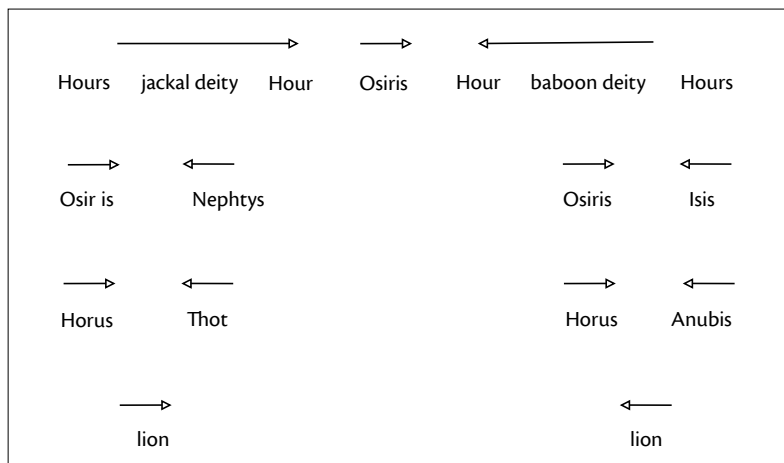 Hours jackal deity Hour Osiris Hour baboon deity Hours
Osir is Nephtys Osiris Isis
Horus Thot Horus Anubis
lion lion